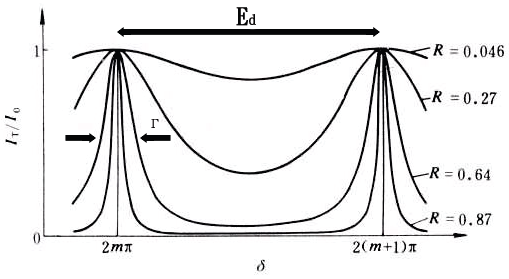 E_d
1
R = 0.046
R = 0.27
Γ
I_T/I_0
R = 0.64
R = 0.87
0
2mπ
2(m+1)π
δ